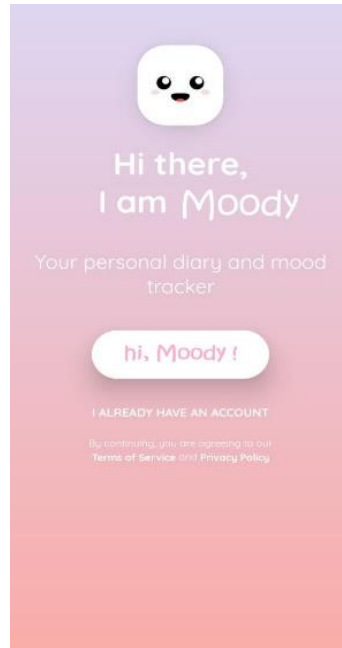 Hi there,
I am Moody
Your personal diary and mood
tracker
hi, Moody !
I ALREADY HAVE AN ACCOUNT
By continuing, you are agreeing to our
Terms of Service and Privacy Policy